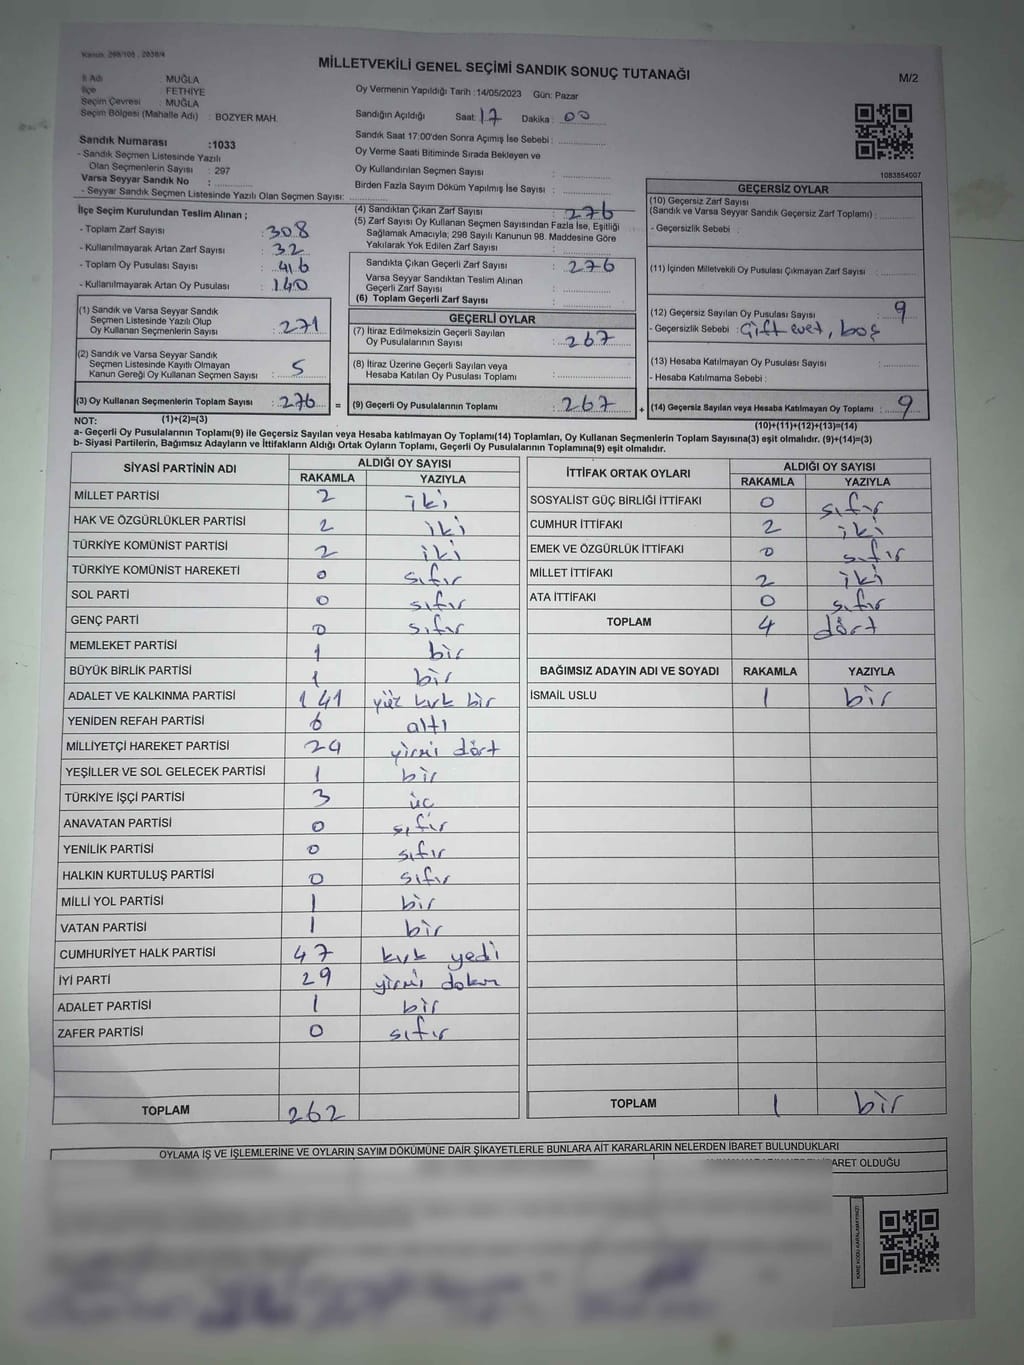 Kanun: 298/105 , 2839/4
MİLLETVEKİLİ GENEL SEÇİMİ SANDIK SONUÇ TUTANAĞI
M/2
İl Adı : MUĞLA
İlçe : FETHİYE
Seçim Çevresi : MUĞLA
Seçim Bölgesi (Mahalle Adı) : BOZYER MAH.
Oy Vermenin Yapıldığı Tarih :14/05/2023 Gün: Pazar
Sandığın Açıldığı Saat: 17 Dakika : 00
Sandık Saat 17:00'den Sonra Açımış İse Sebebi :
Oy Verme Saati Bitiminde Sırada Bekleyen ve
Oy Kullandırılan Seçmen Sayısı :
Birden Fazla Sayım Döküm Yapılmış İse Sayısı :
1083854007
Sandık Numarası :1033
- Sandık Seçmen Listesinde Yazılı
Olan Seçmenlerin Sayısı : 297
Varsa Seyyar Sandık No :
- Seyyar Sandık Seçmen Listesinde Yazılı Olan Seçmen Sayısı:
İlçe Seçim Kurulundan Teslim Alınan ;
- Toplam Zarf Sayısı : 308
- Kullanılmayarak Artan Zarf Sayısı : 32
- Toplam Oy Pusulası Sayısı : 416
- Kullanılmayarak Artan Oy Pusulası : 140
(1) Sandık ve Varsa Seyyar Sandık
Seçmen Listesinde Yazılı Olup
Oy Kullanan Seçmenlerin Sayısı : 271
(2) Sandık ve Varsa Seyyar Sandık
Seçmen Listesinde Kayıtlı Olmayan
Kanun Gereği Oy Kullanan Seçmen Sayısı : 5
(3) Oy Kullanan Seçmenlerin Toplam Sayısı : 276 =
(4) Sandıktan Çıkan Zarf Sayısı : 276
(5) Zarf Sayısı Oy Kullanan Seçmen Sayısından Fazla İse, Eşitliği
Sağlamak Amacıyla; 298 Sayılı Kanunun 98. Maddesine Göre
Yakılarak Yok Edilen Zarf Sayısı :
Sandıkta Çıkan Geçerli Zarf Sayısı : 276
Varsa Seyyar Sandıktan Teslim Alınan
Geçerli Zarf Sayısı :
(6) Toplam Geçerli Zarf Sayısı :
GEÇERLİ OYLAR
(7) İtiraz Edilmeksizin Geçerli Sayılan
Oy Pusulalarının Sayısı : 267
(8) İtiraz Üzerine Geçerli Sayılan veya
Hesaba Katılan Oy Pusulası Toplamı :
(9) Geçerli Oy Pusulalarının Toplamı : 267 +
GEÇERSİZ OYLAR
(10) Geçersiz Zarf Sayısı
(Sandık ve Varsa Seyyar Sandık Geçersiz Zarf Toplamı) :
- Geçersizlik Sebebi :
(11) İçinden Milletvekili Oy Pusulası Çıkmayan Zarf Sayısı :
(12) Geçersiz Sayılan Oy Pusulası Sayısı : 9
- Geçersizlik Sebebi : Çift evet, boş
(13) Hesaba Katılmayan Oy Pusulası Sayısı :
- Hesaba Katılmama Sebebi :
(14) Geçersiz Sayılan veya Hesaba Katılmayan Oy Toplamı : 9
NOT: (1)+(2)=(3)
(10)+(11)+(12)+(13)=(14)
a- Geçerli Oy Pusulalarının Toplamı(9) ile Geçersiz Sayılan veya Hesaba katılmayan Oy Toplamı(14) Toplamları, Oy Kullanan Seçmenlerin Toplam Sayısına(3) eşit olmalıdır. (9)+(14)=(3)
b- Siyasi Partilerin, Bağımsız Adayların ve İttifakların Aldığı Ortak Oyların Toplamı, Geçerli Oy Pusulalarının Toplamına(9) eşit olmalıdır.
SİYASİ PARTİNİN ADI ALDIĞI OY SAYISI
RAKAMLA YAZIYLA
MİLLET PARTİSİ 2 iki
HAK VE ÖZGÜRLÜKLER PARTİSİ 2 iki
TÜRKİYE KOMÜNİST PARTİSİ 2 iki
TÜRKİYE KOMÜNİST HAREKETİ 0 sıfır
SOL PARTİ 0 sıfır
GENÇ PARTİ 0 sıfır
MEMLEKET PARTİSİ 1 bir
BÜYÜK BİRLİK PARTİSİ 1 bir
ADALET VE KALKINMA PARTİSİ 141 yüz kırk bir
YENİDEN REFAH PARTİSİ 6 altı
MİLLİYETÇİ HAREKET PARTİSİ 24 yirmi dört
YEŞİLLER VE SOL GELECEK PARTİSİ 1 bir
TÜRKİYE İŞÇİ PARTİSİ 3 üç
ANAVATAN PARTİSİ 0 sıfır
YENİLİK PARTİSİ 0 sıfır
HALKIN KURTULUŞ PARTİSİ 0 sıfır
MİLLİ YOL PARTİSİ 1 bir
VATAN PARTİSİ 1 bir
CUMHURİYET HALK PARTİSİ 47 kırk yedi
İYİ PARTİ 29 yirmi dokuz
ADALET PARTİSİ 1 bir
ZAFER PARTİSİ 0 sıfır
TOPLAM 262
İTTİFAK ORTAK OYLARI ALDIĞI OY SAYISI
RAKAMLA YAZIYLA
SOSYALİST GÜÇ BİRLİĞİ İTTİFAKI 0 sıfır
CUMHUR İTTİFAKI 2 iki
EMEK VE ÖZGÜRLÜK İTTİFAKI 0 sıfır
MİLLET İTTİFAKI 2 iki
ATA İTTİFAKI 0 sıfır
TOPLAM 4 dört
BAĞIMSIZ ADAYIN ADI VE SOYADI RAKAMLA YAZIYLA
İSMAİL USLU 1 bir
TOPLAM 1 bir
OYLAMA İŞ VE İŞLEMLERİNE VE OYLARIN SAYIM DÖKÜMÜNE DAİR ŞİKAYETLERLE BUNLARA AİT KARARLARIN NELERDEN İBARET BULUNDUKLARI
İBARET OLDUĞU
KARE KODU KARALAMAYINIZ!